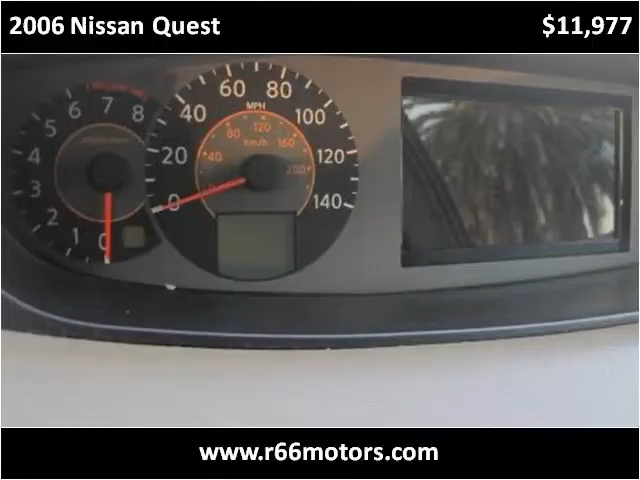 2006 Nissan Quest $11,977
0 1 2 3 4 5 6 7 8
0 20 40 60 80 100 120 140
MPH
40 80 120 160 200
km/h
www.r66motors.com